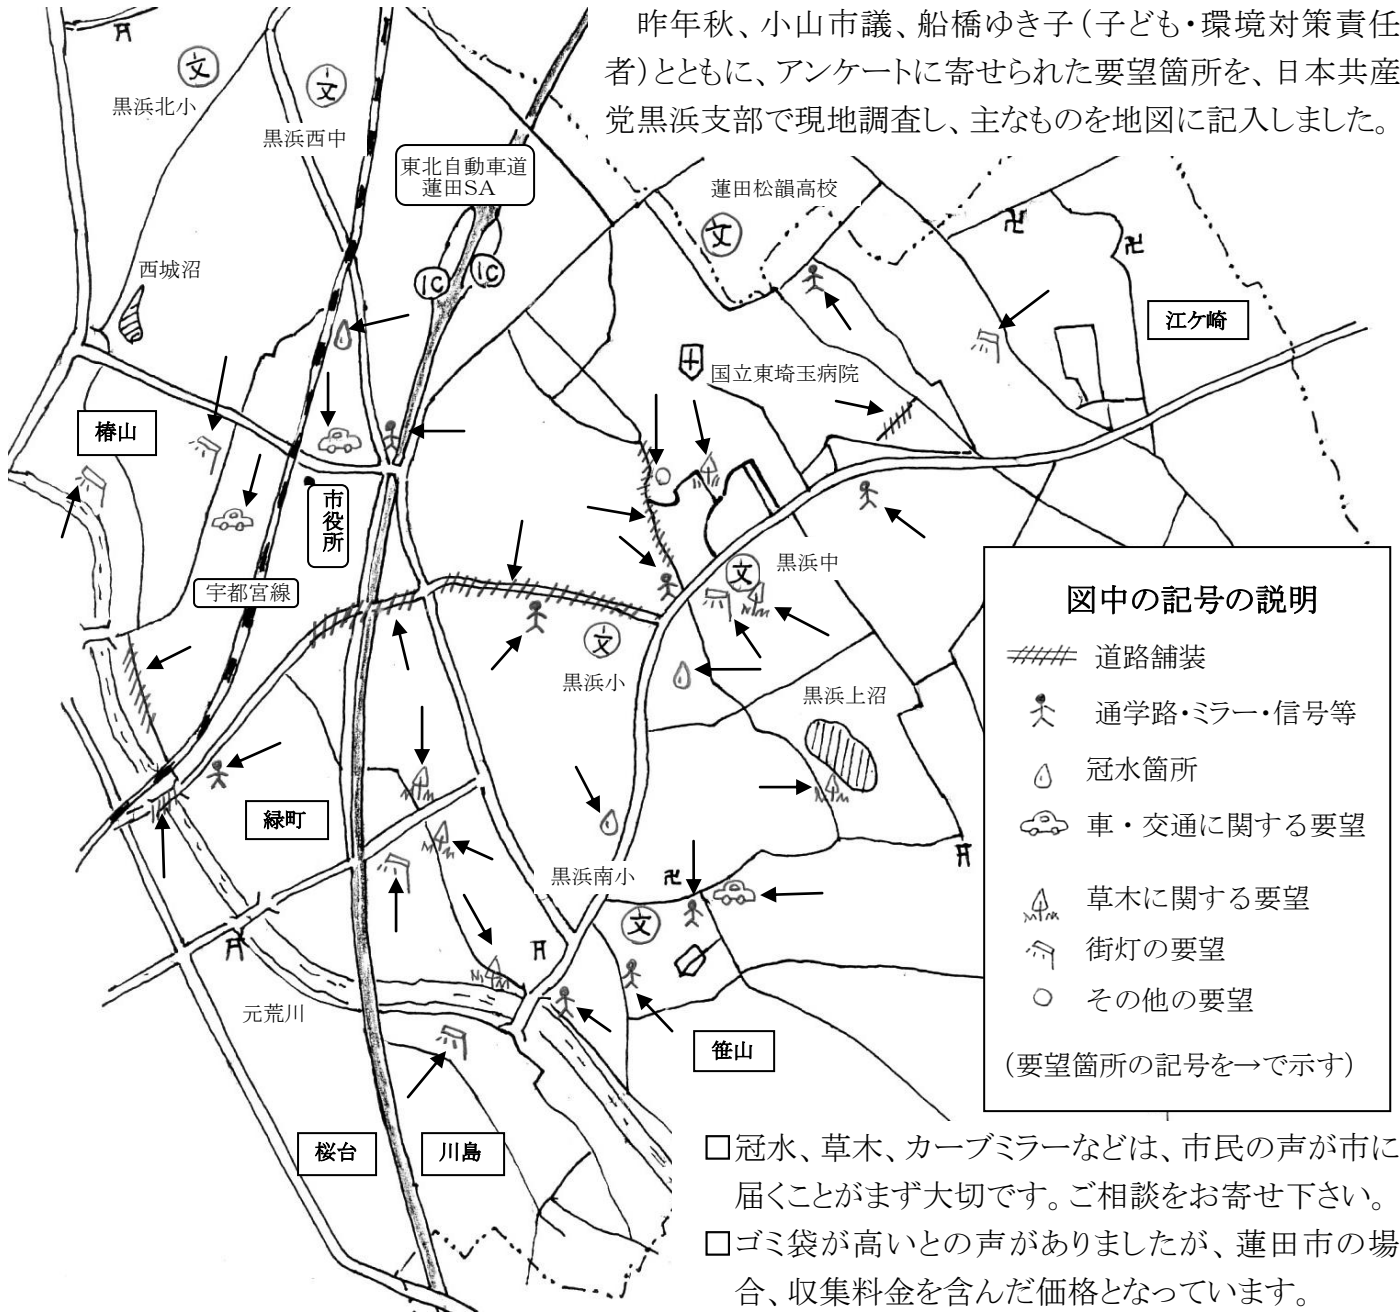 昨年秋、小山市議、船橋ゆき子(子ども・環境対策責任
者)とともに、アンケートに寄せられた要望箇所を、日本共産
党黒浜支部で現地調査し、主なものを地図に記入しました。
文
黒浜北小
文
黒浜西中
東北自動車道
蓮田SA
蓮田松韻高校
文
西城沼
IC
IC
江ケ崎
国立東埼玉病院
椿山
市役所
宇都宮線
文
黒浜中
文
黒浜小
黒浜上沼
緑町
黒浜南小
文
元荒川
笹山
桜台
川島
図中の記号の説明
道路舗装
通学路・ミラー・信号等
冠水箇所
車・交通に関する要望
草木に関する要望
街灯の要望
その他の要望
(要望箇所の記号を→で示す)
□冠水、草木、カーブミラーなどは、市民の声が市に
届くことがまず大切です。ご相談をお寄せ下さい。
□ゴミ袋が高いとの声がありましたが、蓮田市の場
合、収集料金を含んだ価格となっています。